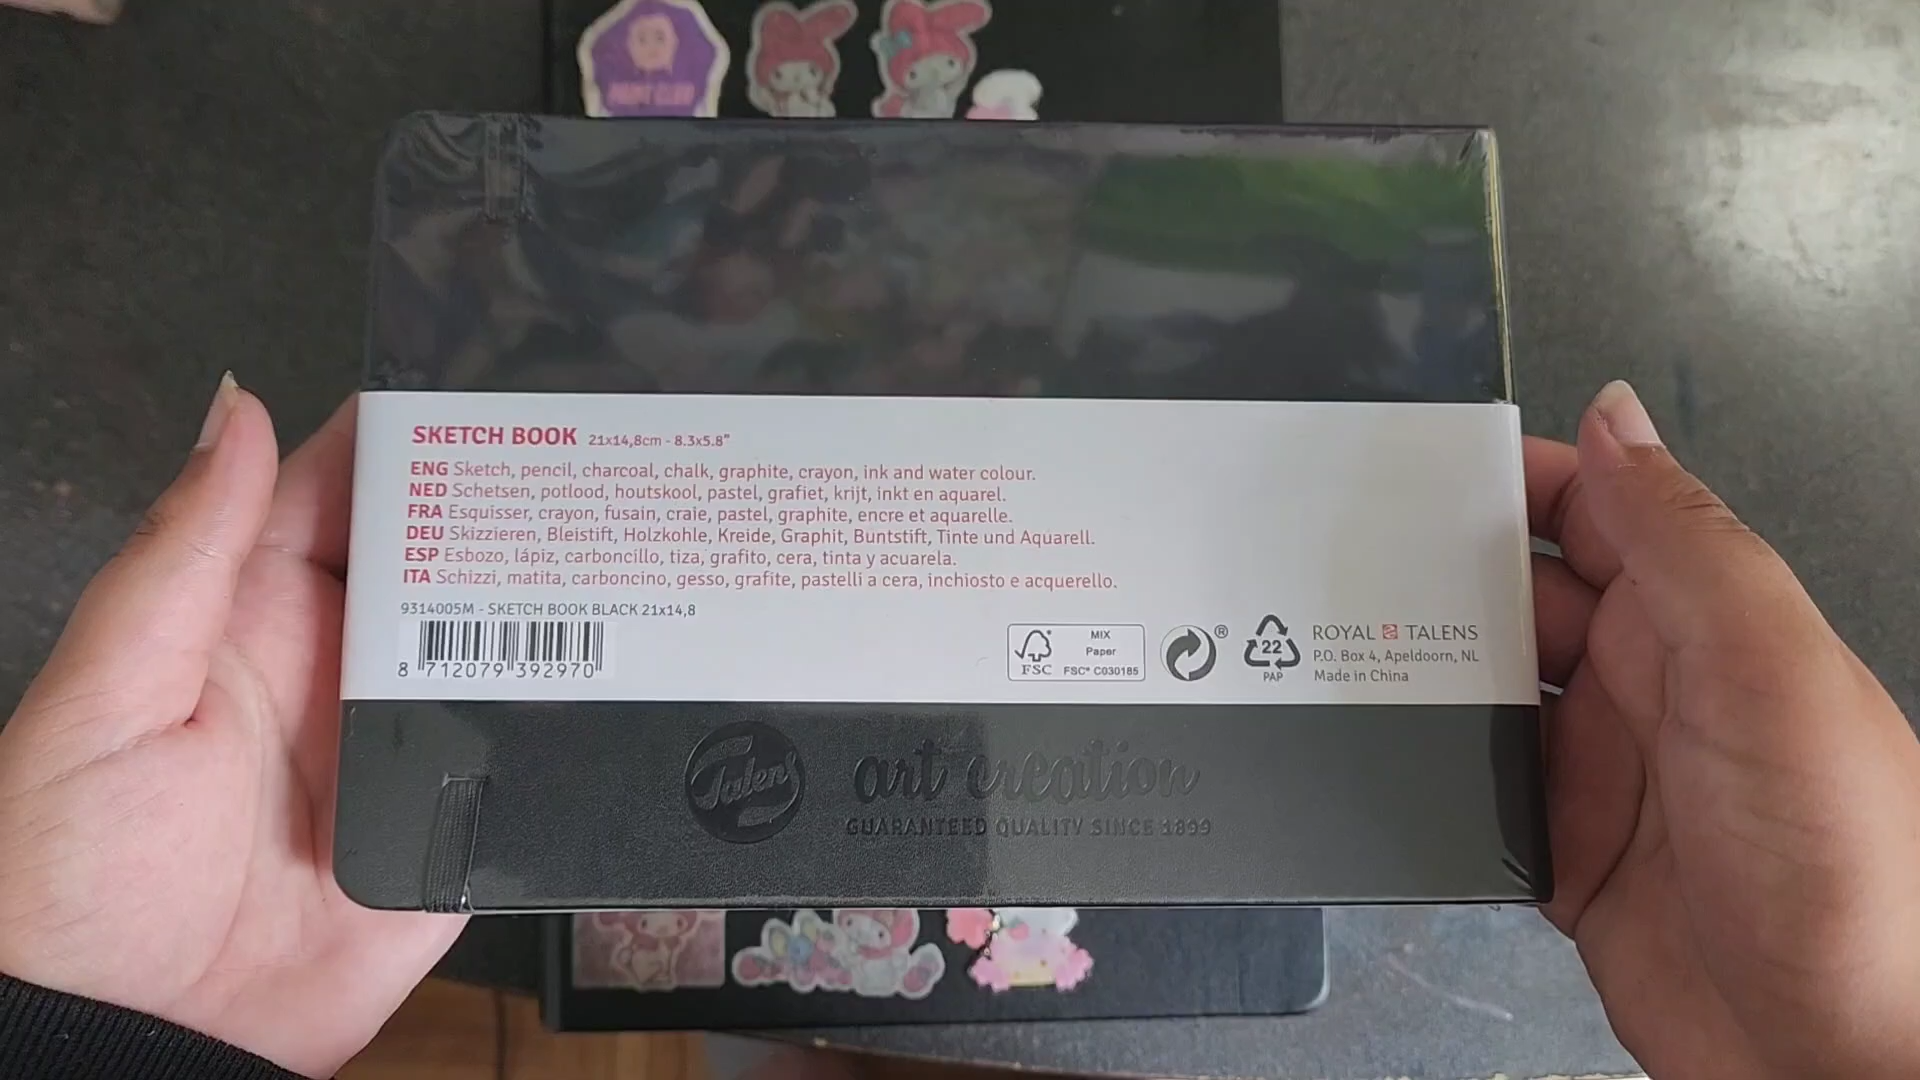 PAINT CLUB
SKETCH BOOK 21x14,8cm - 8.3x5.8"
ENG Sketch, pencil, charcoal, chalk, graphite, crayon, ink and water colour.
NED Schetsen, potlood, houtskool, pastel, grafiet, krijt, inkt en aquarel.
FRA Esquisser, crayon, fusain, craie, pastel, graphite, encre et aquarelle.
DEU Skizzieren, Bleistift, Holzkohle, Kreide, Graphit, Buntstift, Tinte und Aquarell.
ESP Esbozo, lápiz, carboncillo, tiza, grafito, cera, tinta y acuarela.
ITA Schizzi, matita, carboncino, gesso, grafite, pastelli a cera, inchiosto e acquerello.
9314005M - SKETCH BOOK BLACK 21x14,8
8 712079 392970
FSC
MIX
Paper
FSC® C030185
®
22
PAP
ROYAL TALENS
P.O. Box 4, Apeldoorn, NL
Made in China
Talens
art creation
GUARANTEED QUALITY SINCE 1899